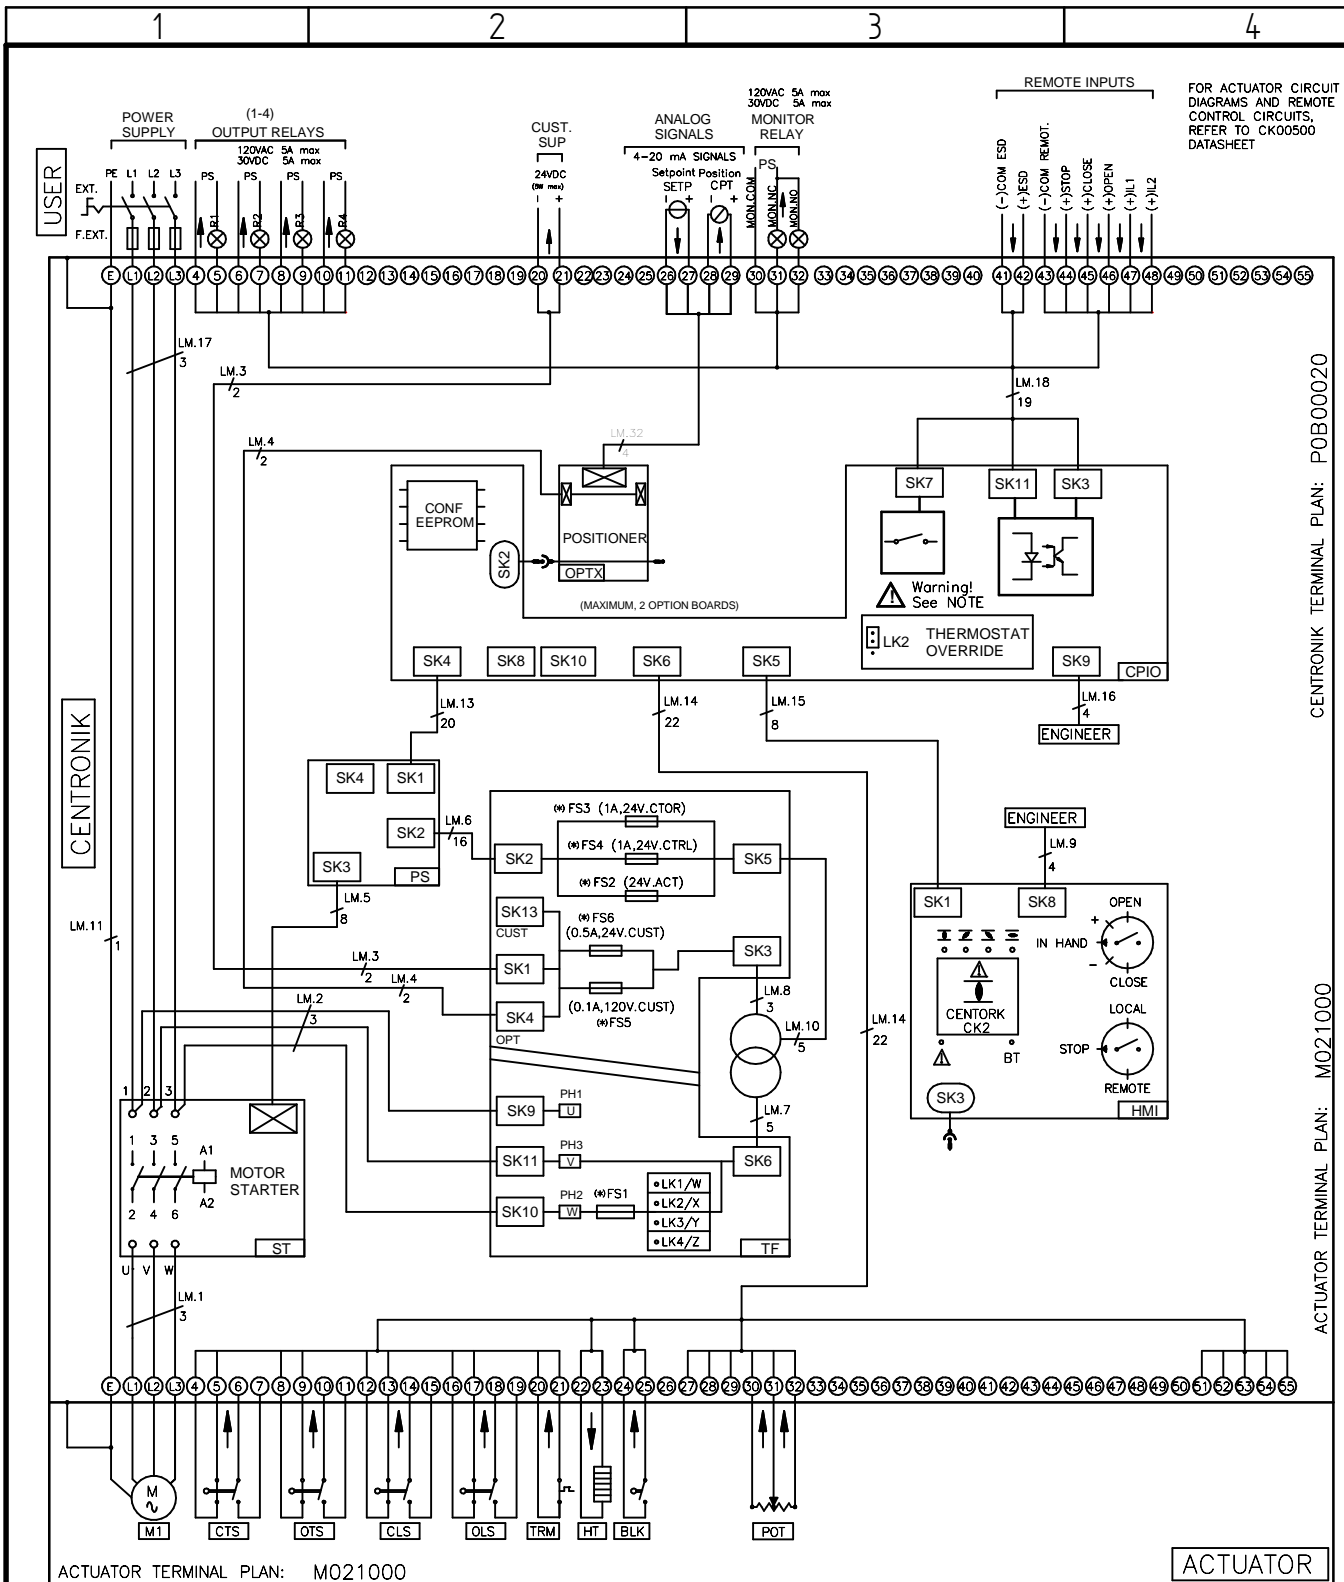 1 2 3 4
USER
POWER SUPPLY
(1-4)
OUTPUT RELAYS
120VAC 5A max
30VDC 5A max
PE L1 L2 L3
EXT.
F.EXT.
PS PS PS PS
R1 R2 R3 R4
CUST. SUP
24VDC
(5W max)
- +
ANALOG SIGNALS
4-20 mA SIGNALS
Setpoint Position
SETP CPT
- + - +
120VAC 5A max
30VDC 5A max
MONITOR RELAY
PS
MON.COM
MON.NC
MON.NO
REMOTE INPUTS
(-)COM ESD
(+)ESD
(-)COM REMOT.
(+)STOP
(+)CLOSE
(+)OPEN
(+)IL1
(+)IL2
FOR ACTUATOR CIRCUIT
DIAGRAMS AND REMOTE
CONTROL CIRCUITS,
REFER TO CK00500
DATASHEET
E L1 L2 L3 4 5 6 7 8 9 10 11 12 13 14 15 16 17 18 19 20 21 22 23 24 25 26 27 28 29 30 31 32 33 34 35 36 37 38 39 40 41 42 43 44 45 46 47 48 49 50 51 52 53 54 55
LM.17
3
LM.3
2
LM.4
2
LM.32
4
LM.18
19
CENTRONIK TERMINAL PLAN: P0B00020
CONF
EEPROM
SK2
POSITIONER
OPTX
(MAXIMUM, 2 OPTION BOARDS)
SK7 SK11 SK3
Warning!
See NOTE
LK2
THERMOSTAT
OVERRIDE
SK4 SK8 SK10 SK6 SK5 SK9
CPIO
LM.13
20
LM.14
22
LM.15
8
LM.16
4
ENGINEER
CENTRONIK
SK4 SK1
SK2
SK3
PS
LM.6
16
LM.5
8
LM.11
1
(*)FS3 (1A,24V.CTOR)
(*)FS4 (1A,24V.CTRL)
(*)FS2 (24V.ACT)
SK2 SK5
SK13
CUST
(*)FS6
(0.5A,24V.CUST)
SK1 SK3
LM.3
2
LM.4
2
SK4
OPT
(0.1A,120V.CUST)
(*)FS5
LM.8
3
LM.10
5
LM.7
5
LM.2
3
LM.14
22
SK9
PH1
U
SK11
PH3
V
SK6
SK10
PH2
W
(*)FS1
LK1/W
LK2/X
LK3/Y
LK4/Z
TF
ENGINEER
LM.9
4
SK1 SK8
OPEN
+
IN HAND
-
CLOSE
CENTORK
CK2
BT
LOCAL
STOP
REMOTE
SK3
HMI
1 2 3
1 3 5
A1
A2
MOTOR
STARTER
2 4 6
ST
U V W
LM.1
3
ACTUATOR TERMINAL PLAN: M021000
E L1 L2 L3 4 5 6 7 8 9 10 11 12 13 14 15 16 17 18 19 20 21 22 23 24 25 26 27 28 29 30 31 32 33 34 35 36 37 38 39 40 41 42 43 44 45 46 47 48 49 50 51 52 53 54 55
M
M1 CTS OTS CLS OLS TRM HT BLK POT
ACTUATOR TERMINAL PLAN: M021000
ACTUATOR